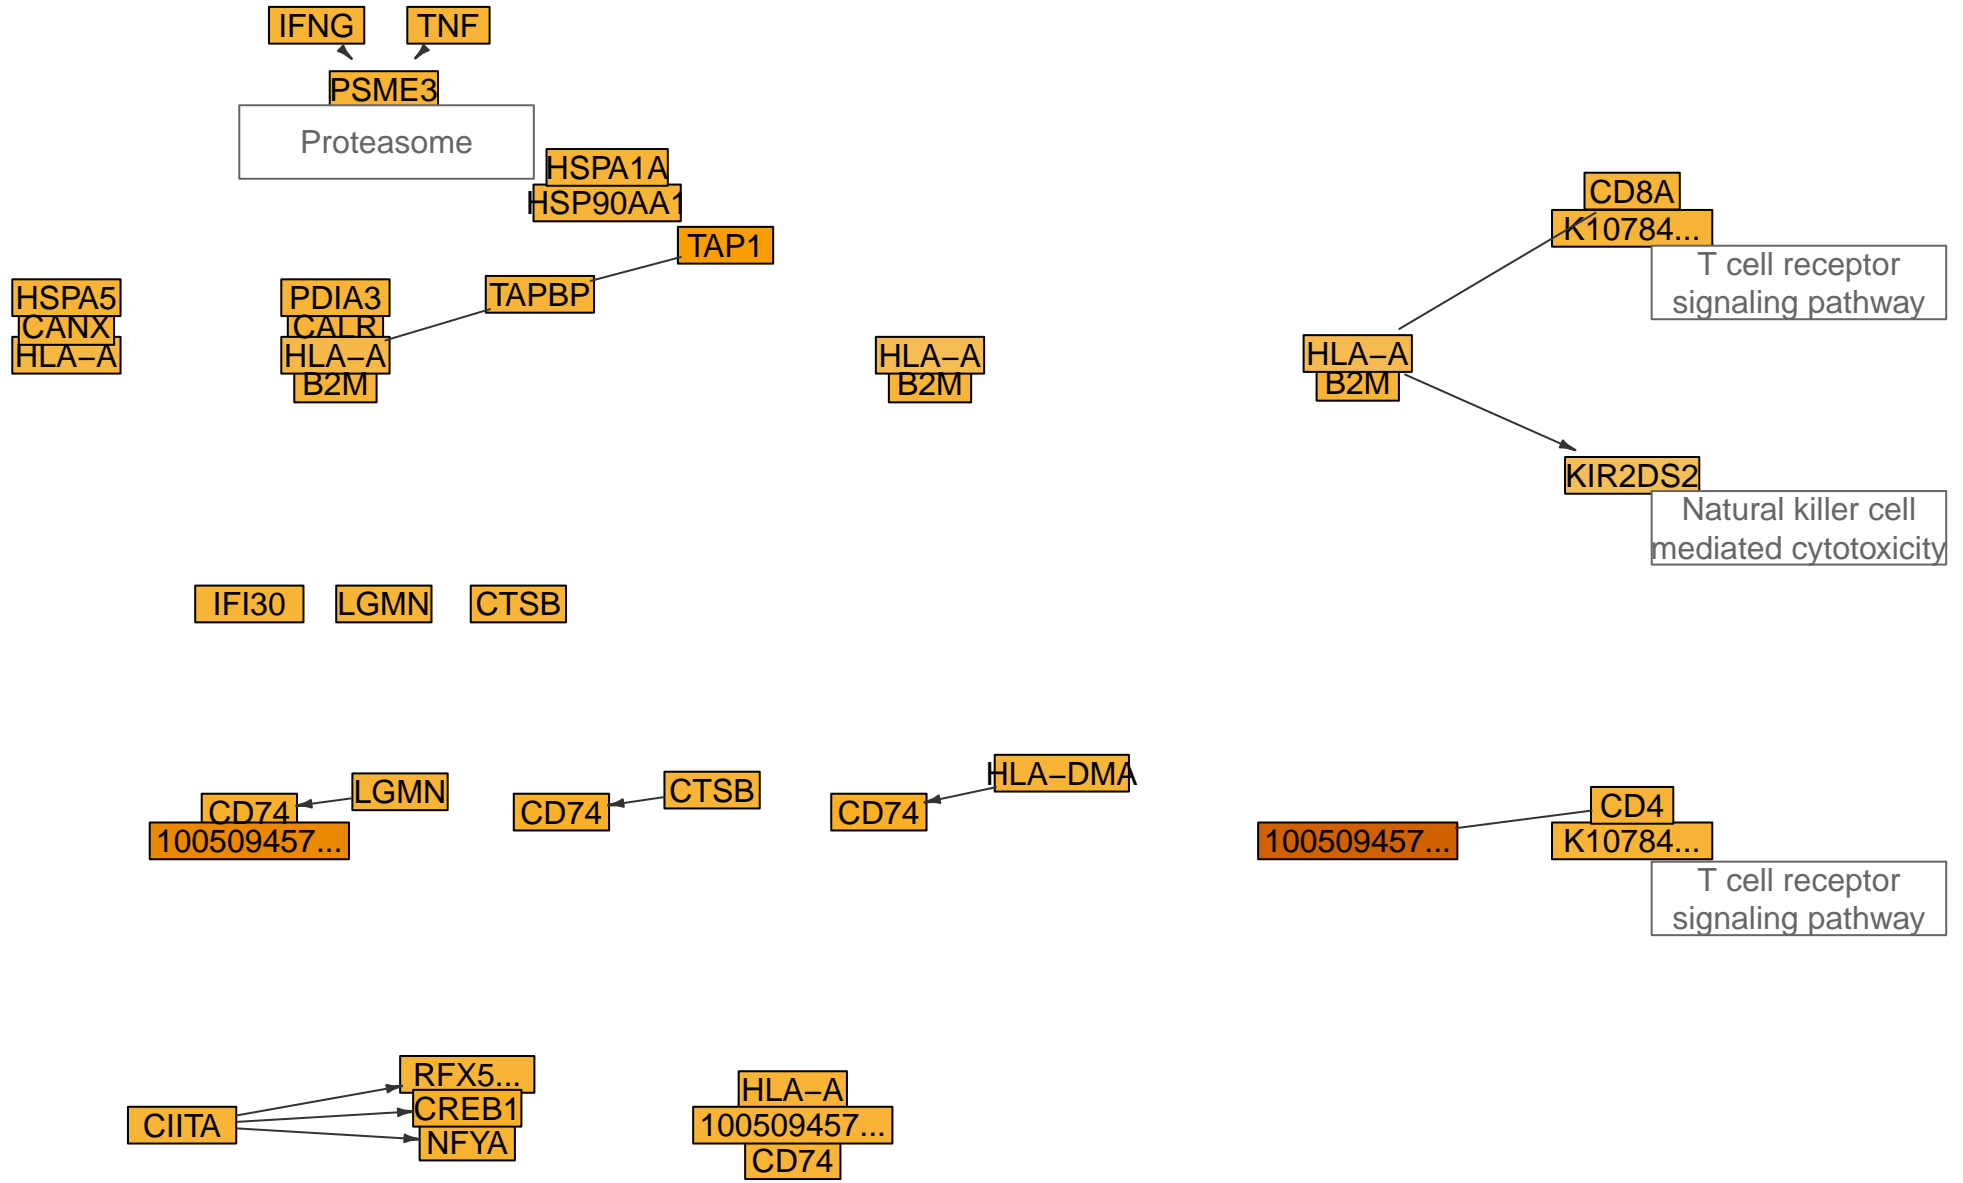 IFNG
TNF
PSME3
Proteasome
HSPA1A
HSP90AA1
TAP1
CD8A
K10784...
T cell receptor
signaling pathway
HSPA5
CANX
HLA−A
PDIA3
CALR
HLA−A
B2M
TAPBP
HLA−A
B2M
HLA−A
B2M
KIR2DS2
Natural killer cell
mediated cytotoxicity
IFI30
LGMN
CTSB
CD74
100509457...
LGMN
CD74
CTSB
CD74
HLA−DMA
100509457...
CD4
K10784...
T cell receptor
signaling pathway
CIITA
RFX5...
CREB1
NFYA
HLA−A
100509457...
CD74